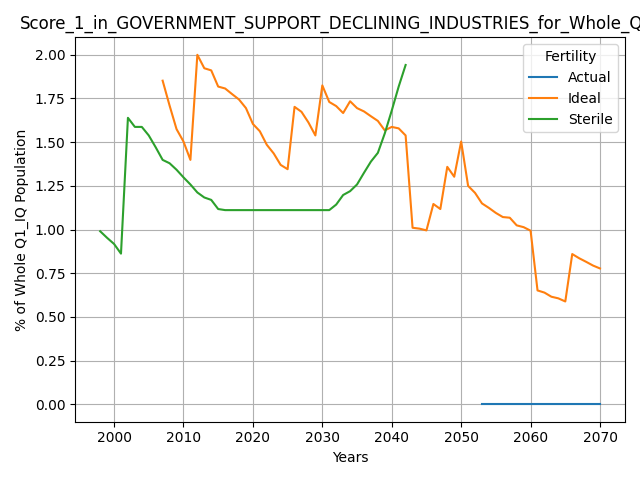 Score_1_in_GOVERNMENT_SUPPORT_DECLINING_INDUSTRIES_for_Whole_Q
2.00
1.75
1.50
1.25
1.00
0.75
0.50
0.25
0.00
% of Whole Q1_IQ Population
Fertility
Actual
Ideal
Sterile
2000 2010 2020 2030 2040 2050 2060 2070
Years